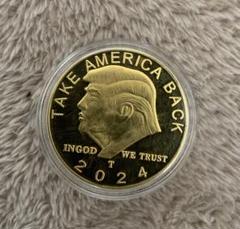 TAKE AMERICA BACK
INGOD WE TRUST
T
2024